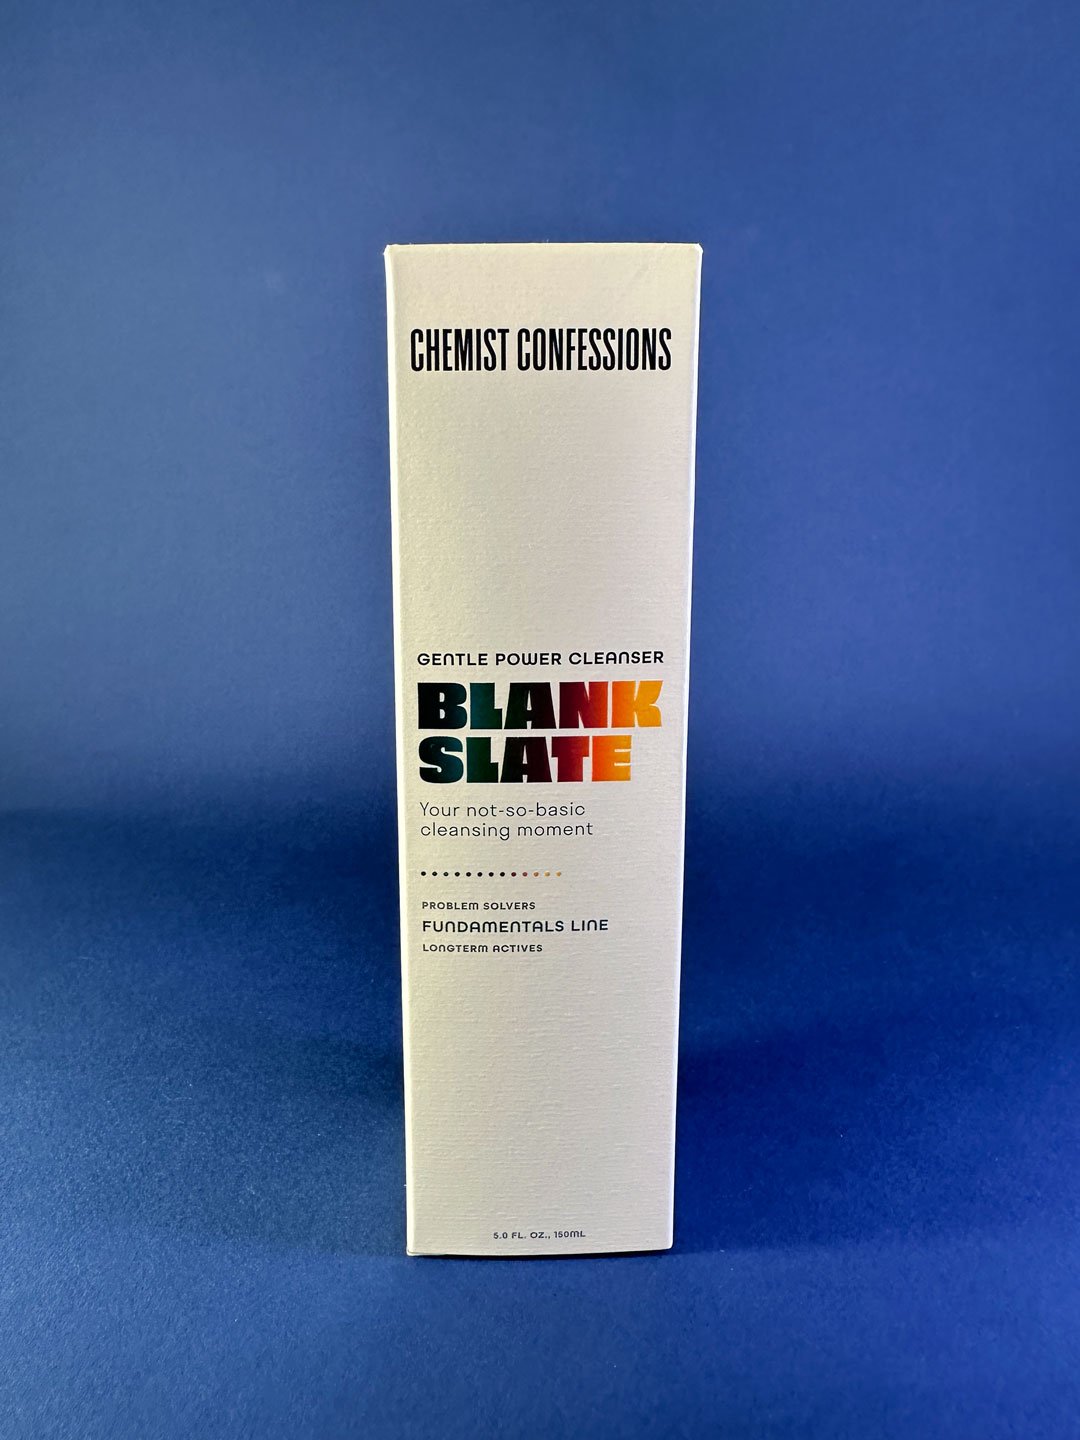 CHEMIST CONFESSIONS
GENTLE POWER CLEANSER
BLANK
SLATE
Your not-so-basic
cleansing moment
PROBLEM SOLVERS
FUNDAMENTALS LINE
LONGTERM ACTIVES
5.0 FL. OZ., 150ML